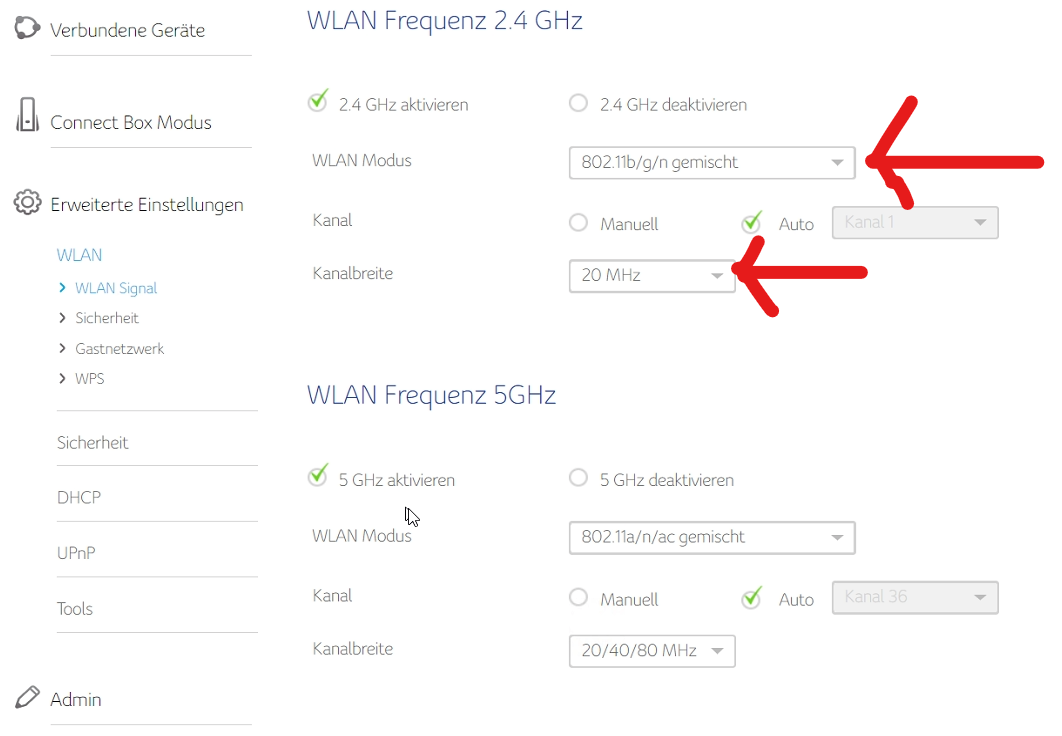 Verbundene Geräte
Connect Box Modus
Erweiterte Einstellungen
WLAN
WLAN Signal
Sicherheit
Gastnetzwerk
WPS
Sicherheit
DHCP
UPnP
Tools
Admin
WLAN Frequenz 2.4 GHz
2.4 GHz aktivieren 2.4 GHz deaktivieren
WLAN Modus 802.11b/g/n gemischt
Kanal Manuell Auto Kanal 1
Kanalbreite 20 MHz
WLAN Frequenz 5GHz
5 GHz aktivieren 5 GHz deaktivieren
WLAN Modus 802.11a/n/ac gemischt
Kanal Manuell Auto Kanal 36
Kanalbreite 20/40/80 MHz